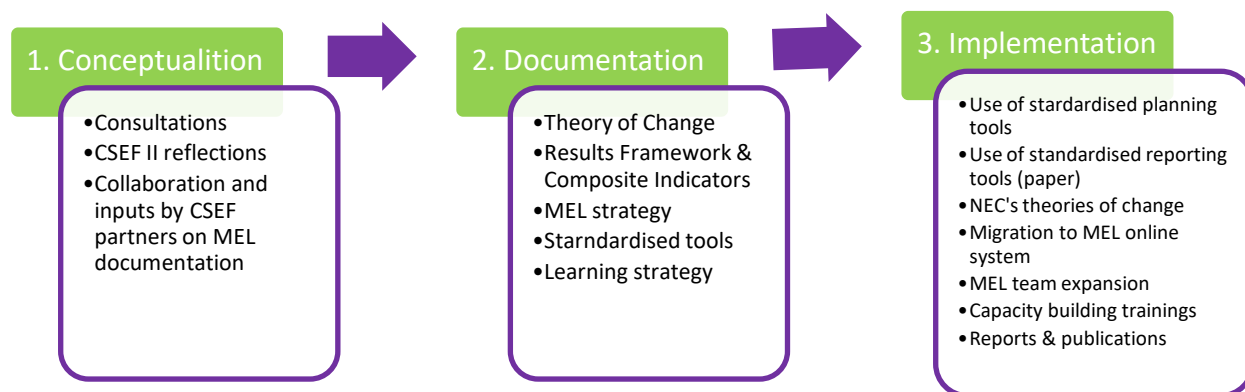 1. Conceptualition
•Consultations
•CSEF II reflections
•Collaboration and
inputs by CSEF
partners on MEL
documentation
2. Documentation
•Theory of Change
•Results Framework &
Composite Indicators
•MEL strategy
•Starndardised tools
•Learning strategy
3. Implementation
•Use of stardardised planning
tools
•Use of standardised reporting
tools (paper)
•NEC's theories of change
•Migration to MEL online
system
•MEL team expansion
•Capacity building trainings
•Reports & publications